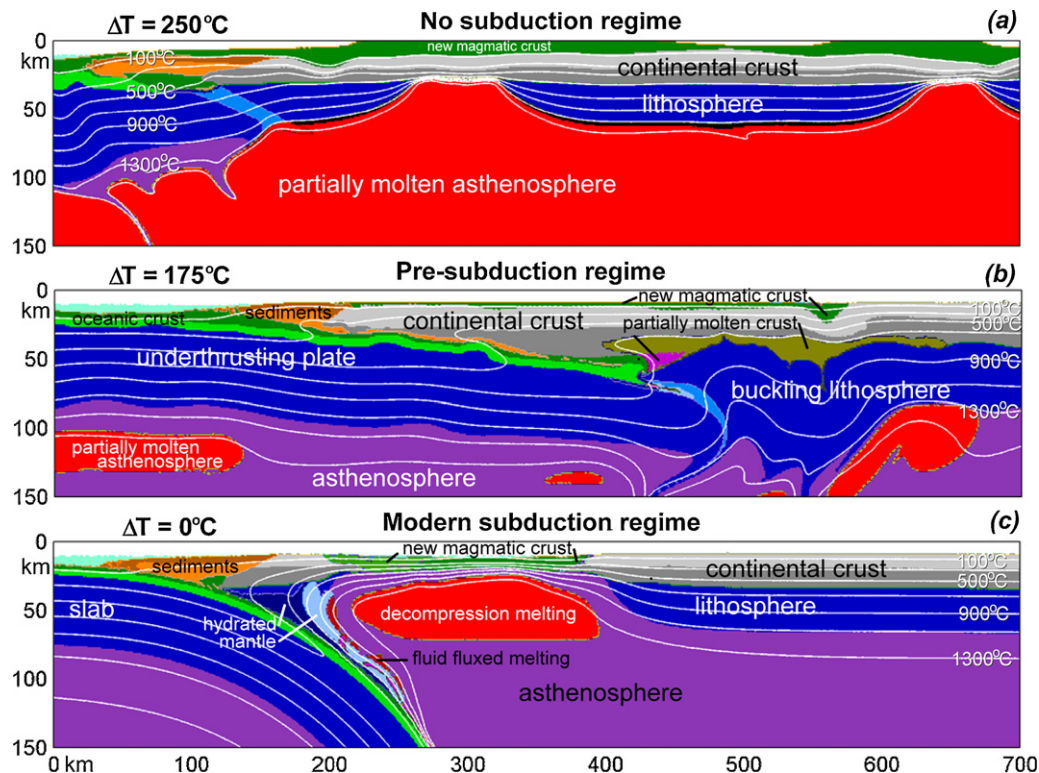 ΔT = 250°C No subduction regime (a)
0
km
50
100
150
new magmatic crust
100°C
continental crust
500°C
lithosphere
900°C
1300°C
partially molten asthenosphere
ΔT = 175°C Pre-subduction regime (b)
0
km
50
100
150
new magmatic crust
100°C
oceanic crust
sediments
continental crust
partially molten crust
500°C
underthrusting plate
900°C
buckling lithosphere
1300°C
partially molten
asthenosphere
asthenosphere
ΔT = 0°C Modern subduction regime (c)
0
km
50
100
150
new magmatic crust
100°C
sediments
continental crust
500°C
slab
hydrated
mantle
decompression melting
lithosphere
900°C
fluid fluxed melting
1300°C
asthenosphere
0 km 100 200 300 400 500 600 700